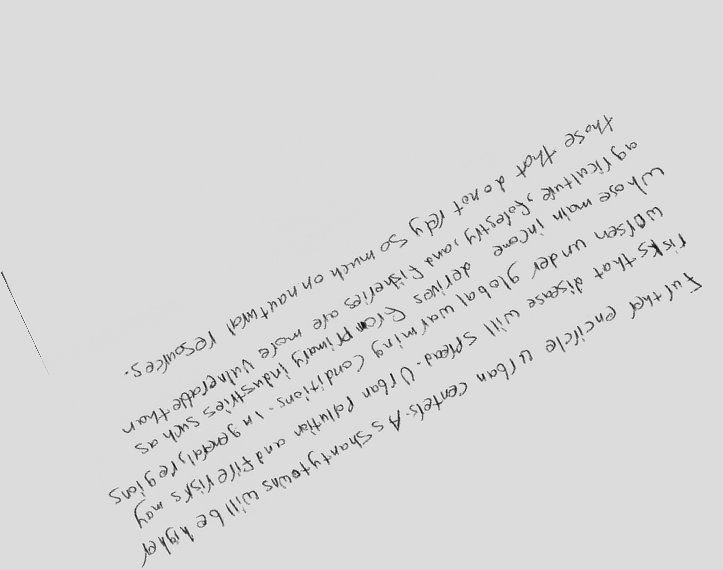 Further encircle urban centers. As Shantytowns will be higher
risks that disease will spread. Urban pollution and fire risks may
worsen under global warming conditions. In general, regions
whose main income derives from primary industries such as
agriculture, forestry, and fisheries are more vulnerable than
those that do not rely so much on nautural resources.